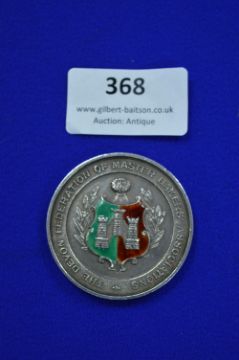 368
www.gilbert-baitson.co.uk
Auction: Antique
THE DEVON FEDERATION OF MASTER BAKERS ASSOCIATIONS